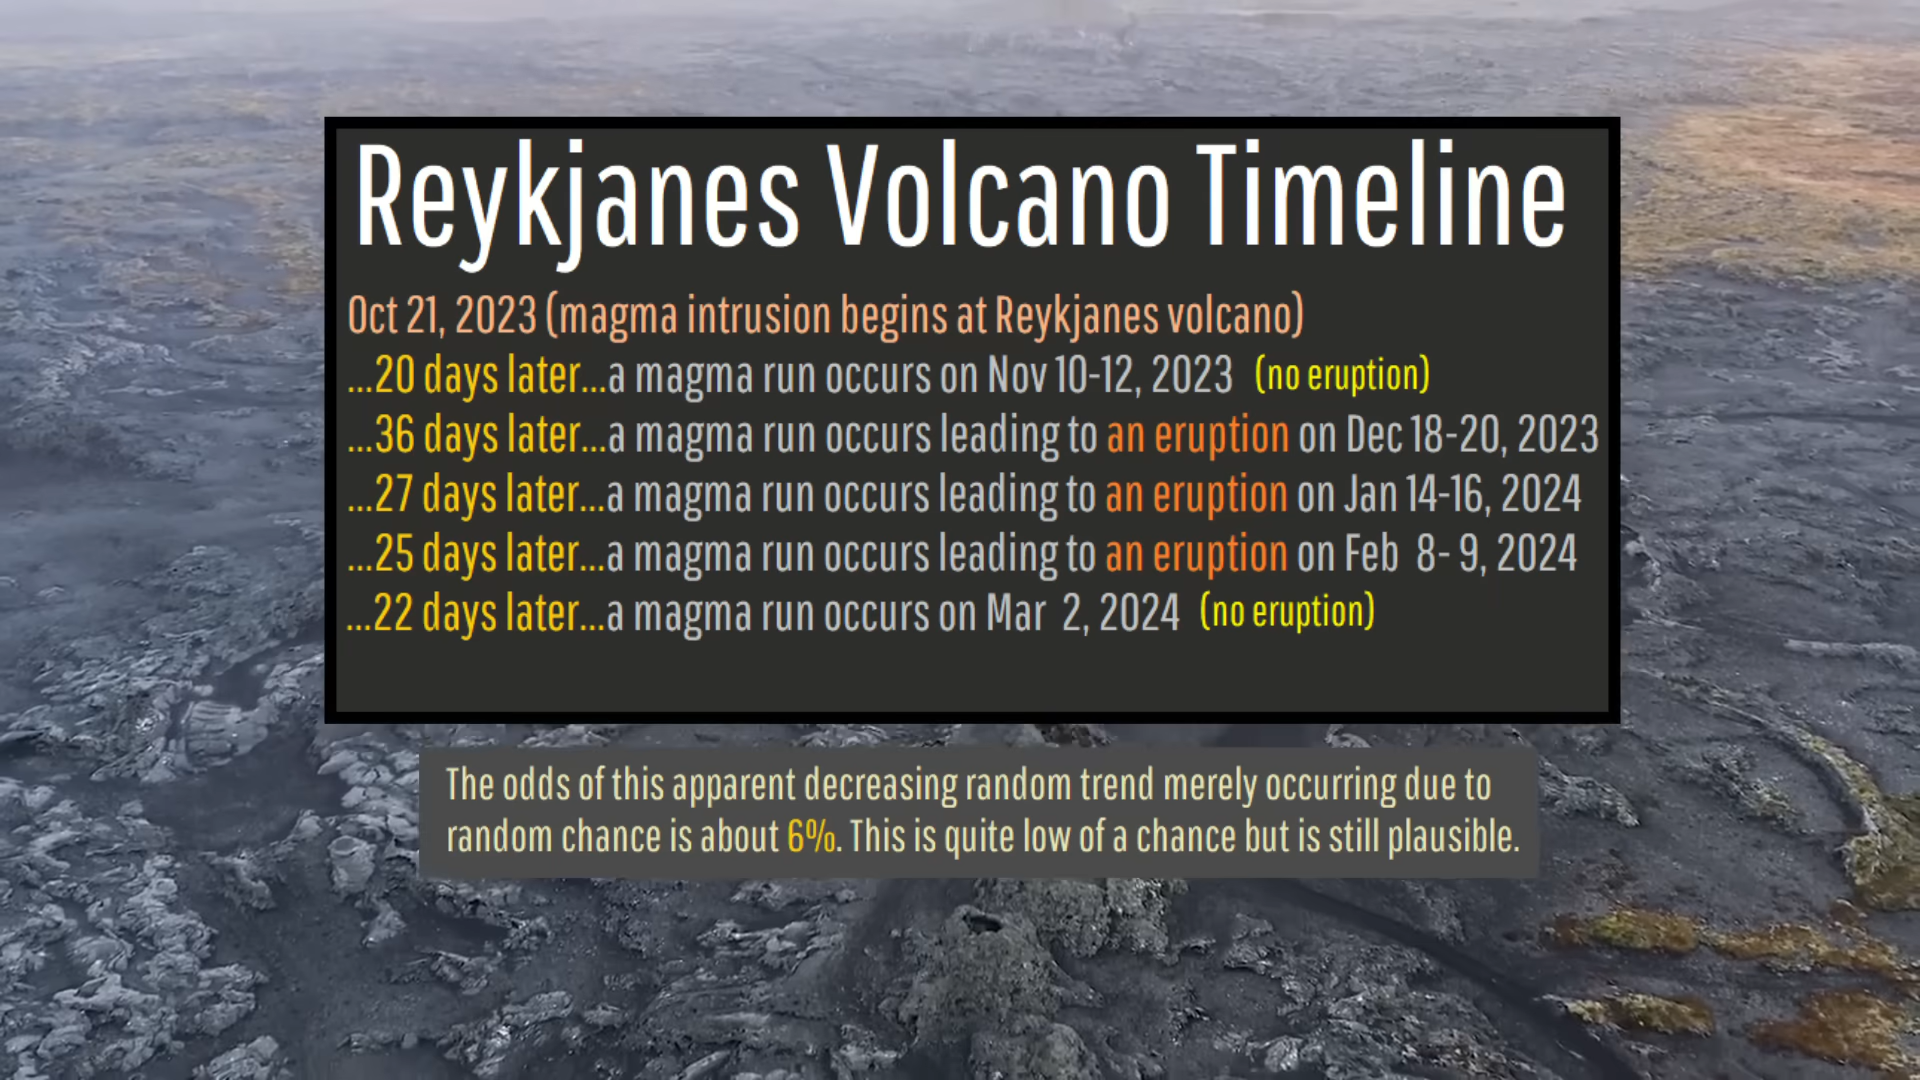 Reykjanes Volcano Timeline
Oct 21, 2023 (magma intrusion begins at Reykjanes volcano)
...20 days later...a magma run occurs on Nov 10-12, 2023 (no eruption)
...36 days later...a magma run occurs leading to an eruption on Dec 18-20, 2023
...27 days later...a magma run occurs leading to an eruption on Jan 14-16, 2024
...25 days later...a magma run occurs leading to an eruption on Feb 8- 9, 2024
...22 days later...a magma run occurs on Mar 2, 2024 (no eruption)
The odds of this apparent decreasing random trend merely occurring due to
random chance is about 6%. This is quite low of a chance but is still plausible.